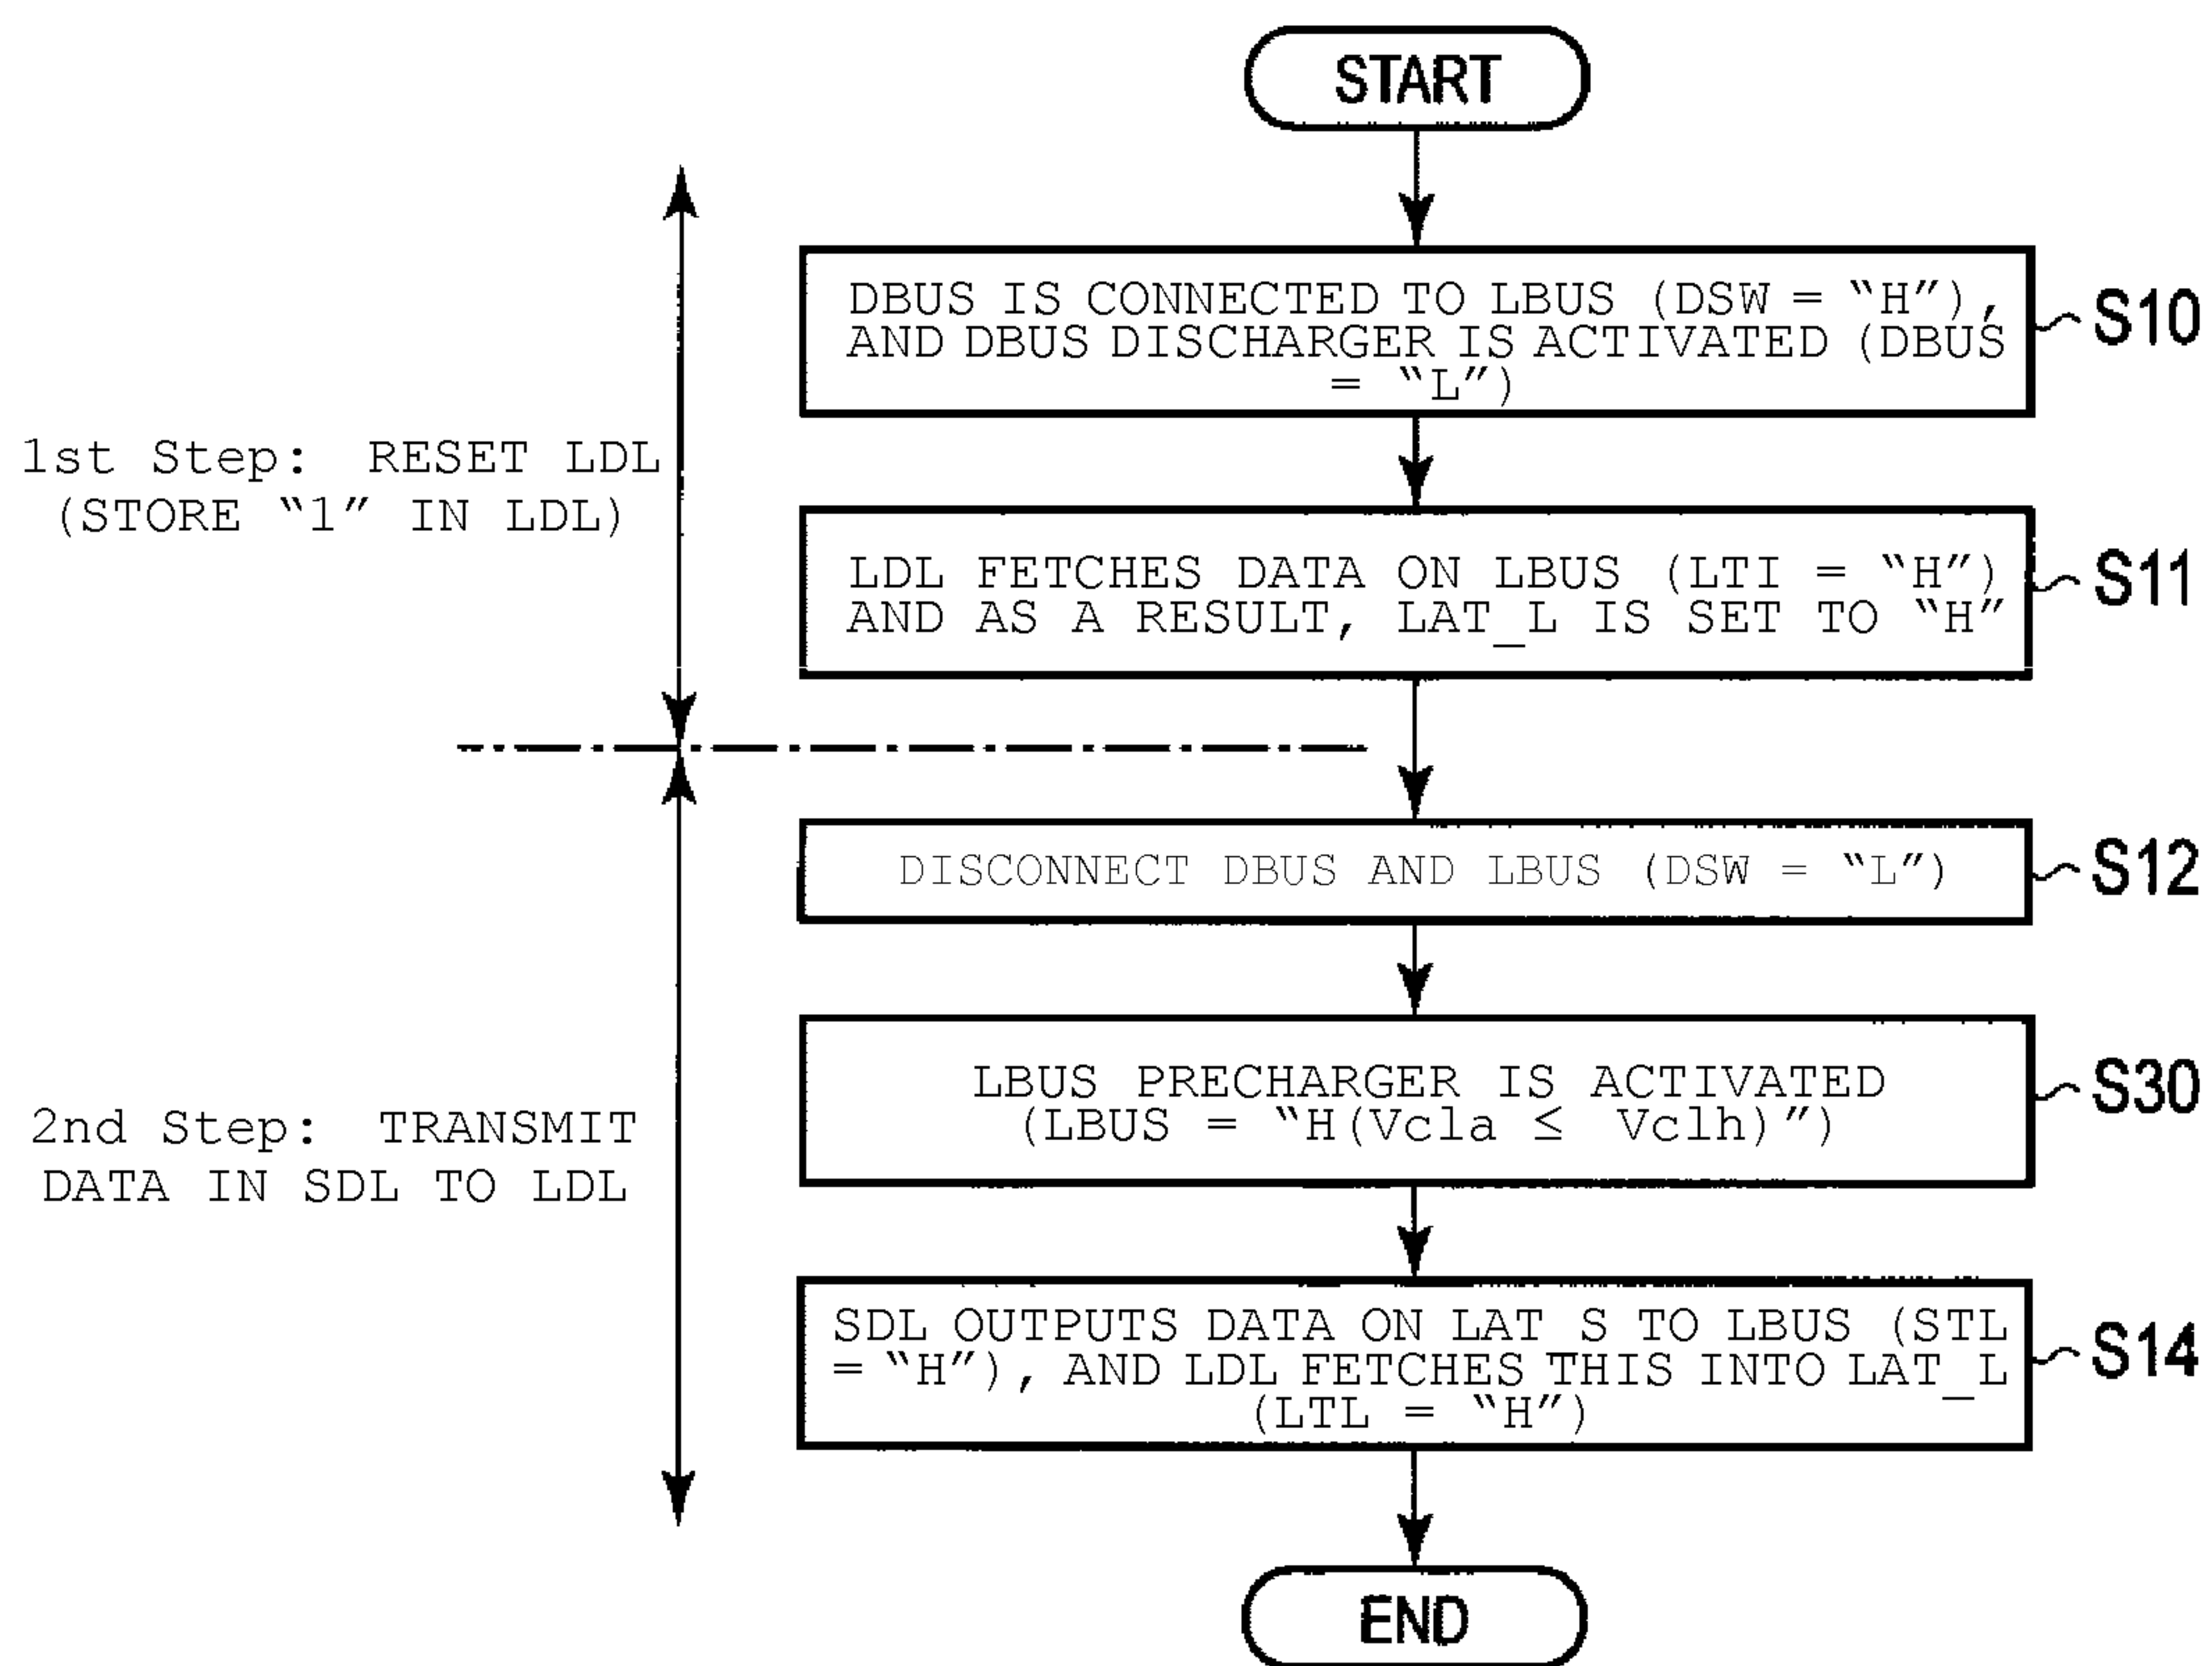 START
DBUS IS CONNECTED TO LBUS (DSW = “H”),
AND DBUS DISCHARGER IS ACTIVATED (DBUS
= “L”)
S10
1st Step: RESET LDL
(STORE “1” IN LDL)
LDL FETCHES DATA ON LBUS (LTI = “H”)
AND AS A RESULT, LAT_L IS SET TO “H”
S11
DISCONNECT DBUS AND LBUS (DSW = “L”)
S12
LBUS PRECHARGER IS ACTIVATED
(LBUS = “H(Vcla ≤ Vclh)”)
S30
2nd Step: TRANSMIT
DATA IN SDL TO LDL
SDL OUTPUTS DATA ON LAT_S TO LBUS (STL
= “H”), AND LDL FETCHES THIS INTO LAT_L
(LTL = “H”)
S14
END